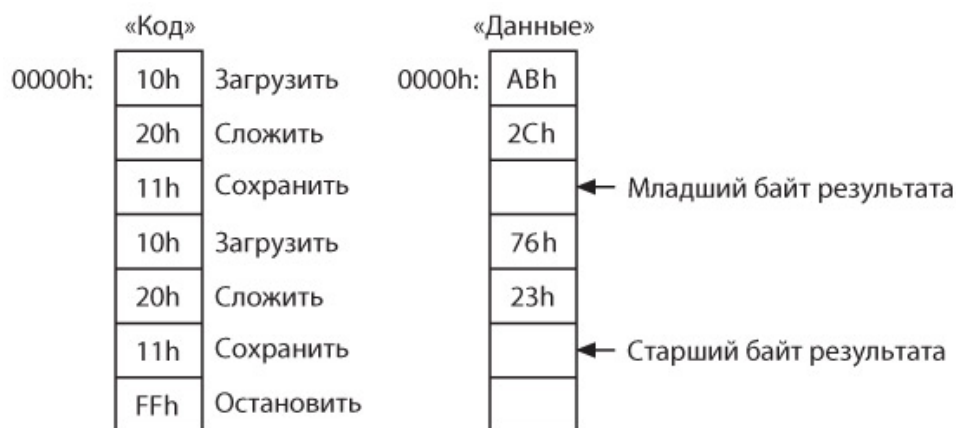 «Код» «Данные»
0000h: 10h Загрузить 0000h: ABh
20h Сложить 2Ch
11h Сохранить Младший байт результата
10h Загрузить 76h
20h Сложить 23h
11h Сохранить Старший байт результата
FFh Остановить